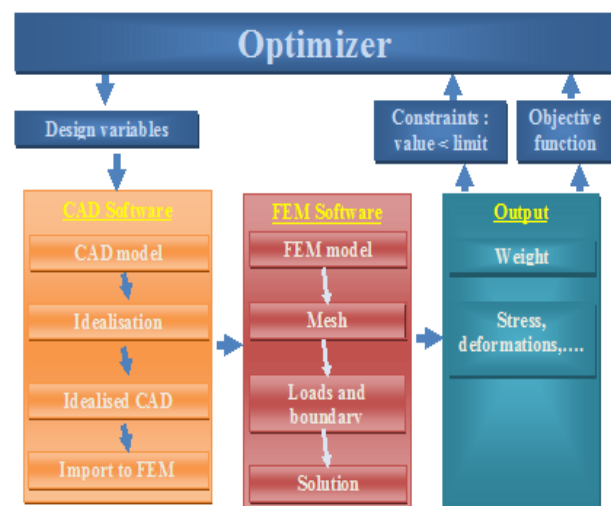 Optimizer
Design variables
Constraints :
value < limit
Objective
function
CAD Software
CAD model
Idealisation
Idealised CAD
Import to FEM
FEM Software
FEM model
Mesh
Loads and
boundary
Solution
Output
Weight
Stress,
deformations,....